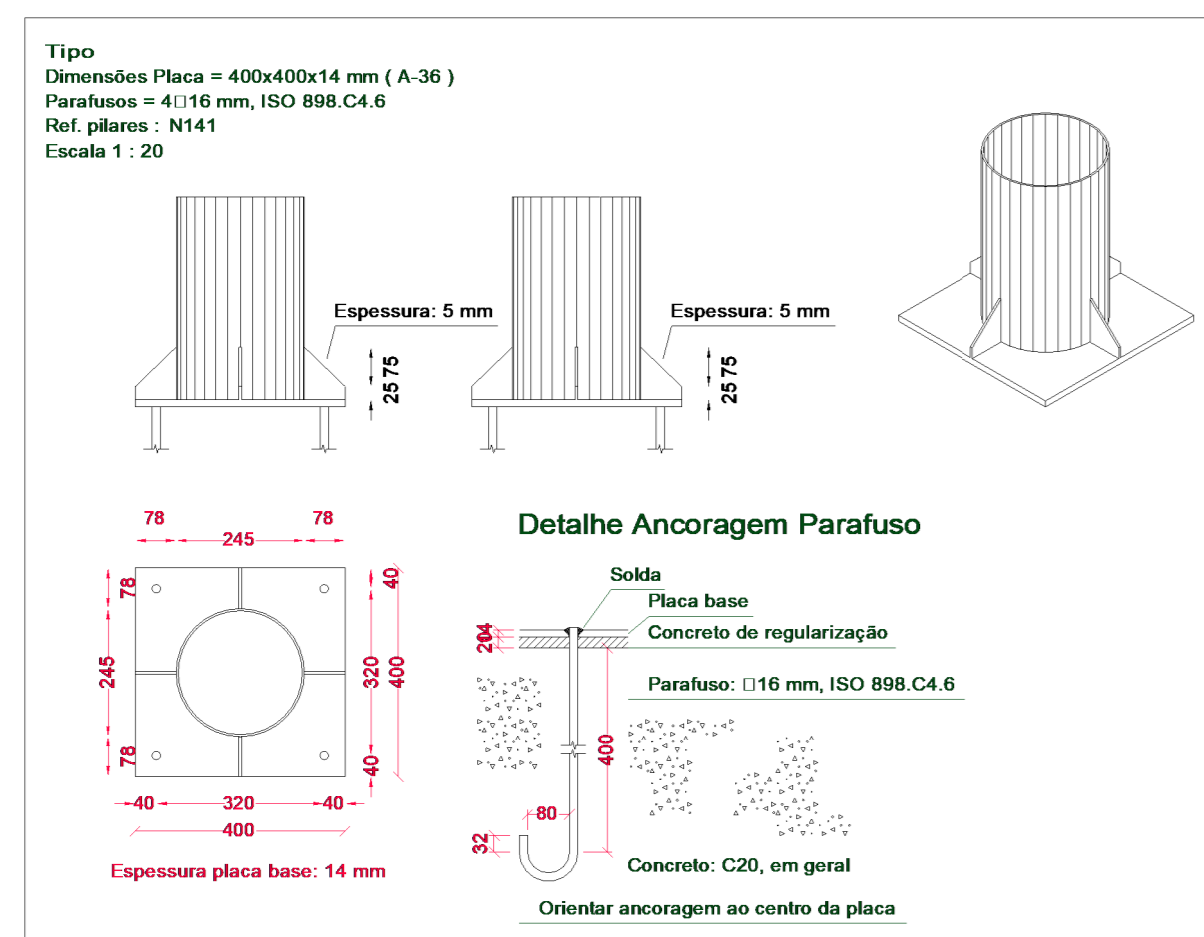 Tipo
Dimensões Placa = 400x400x14 mm ( A-36 )
Parafusos = 4□16 mm, ISO 898.C4.6
Ref. pilares : N141
Escala 1 : 20
Espessura: 5 mm
25 75
Espessura: 5 mm
25 75
78
245
78
78
245
78
40
320
40
400
40
320
40
400
Espessura placa base: 14 mm
Detalhe Ancoragem Parafuso
Solda
Placa base
Concreto de regularização
14
20
Parafuso: □16 mm, ISO 898.C4.6
400
80
32
Concreto: C20, em geral
Orientar ancoragem ao centro da placa